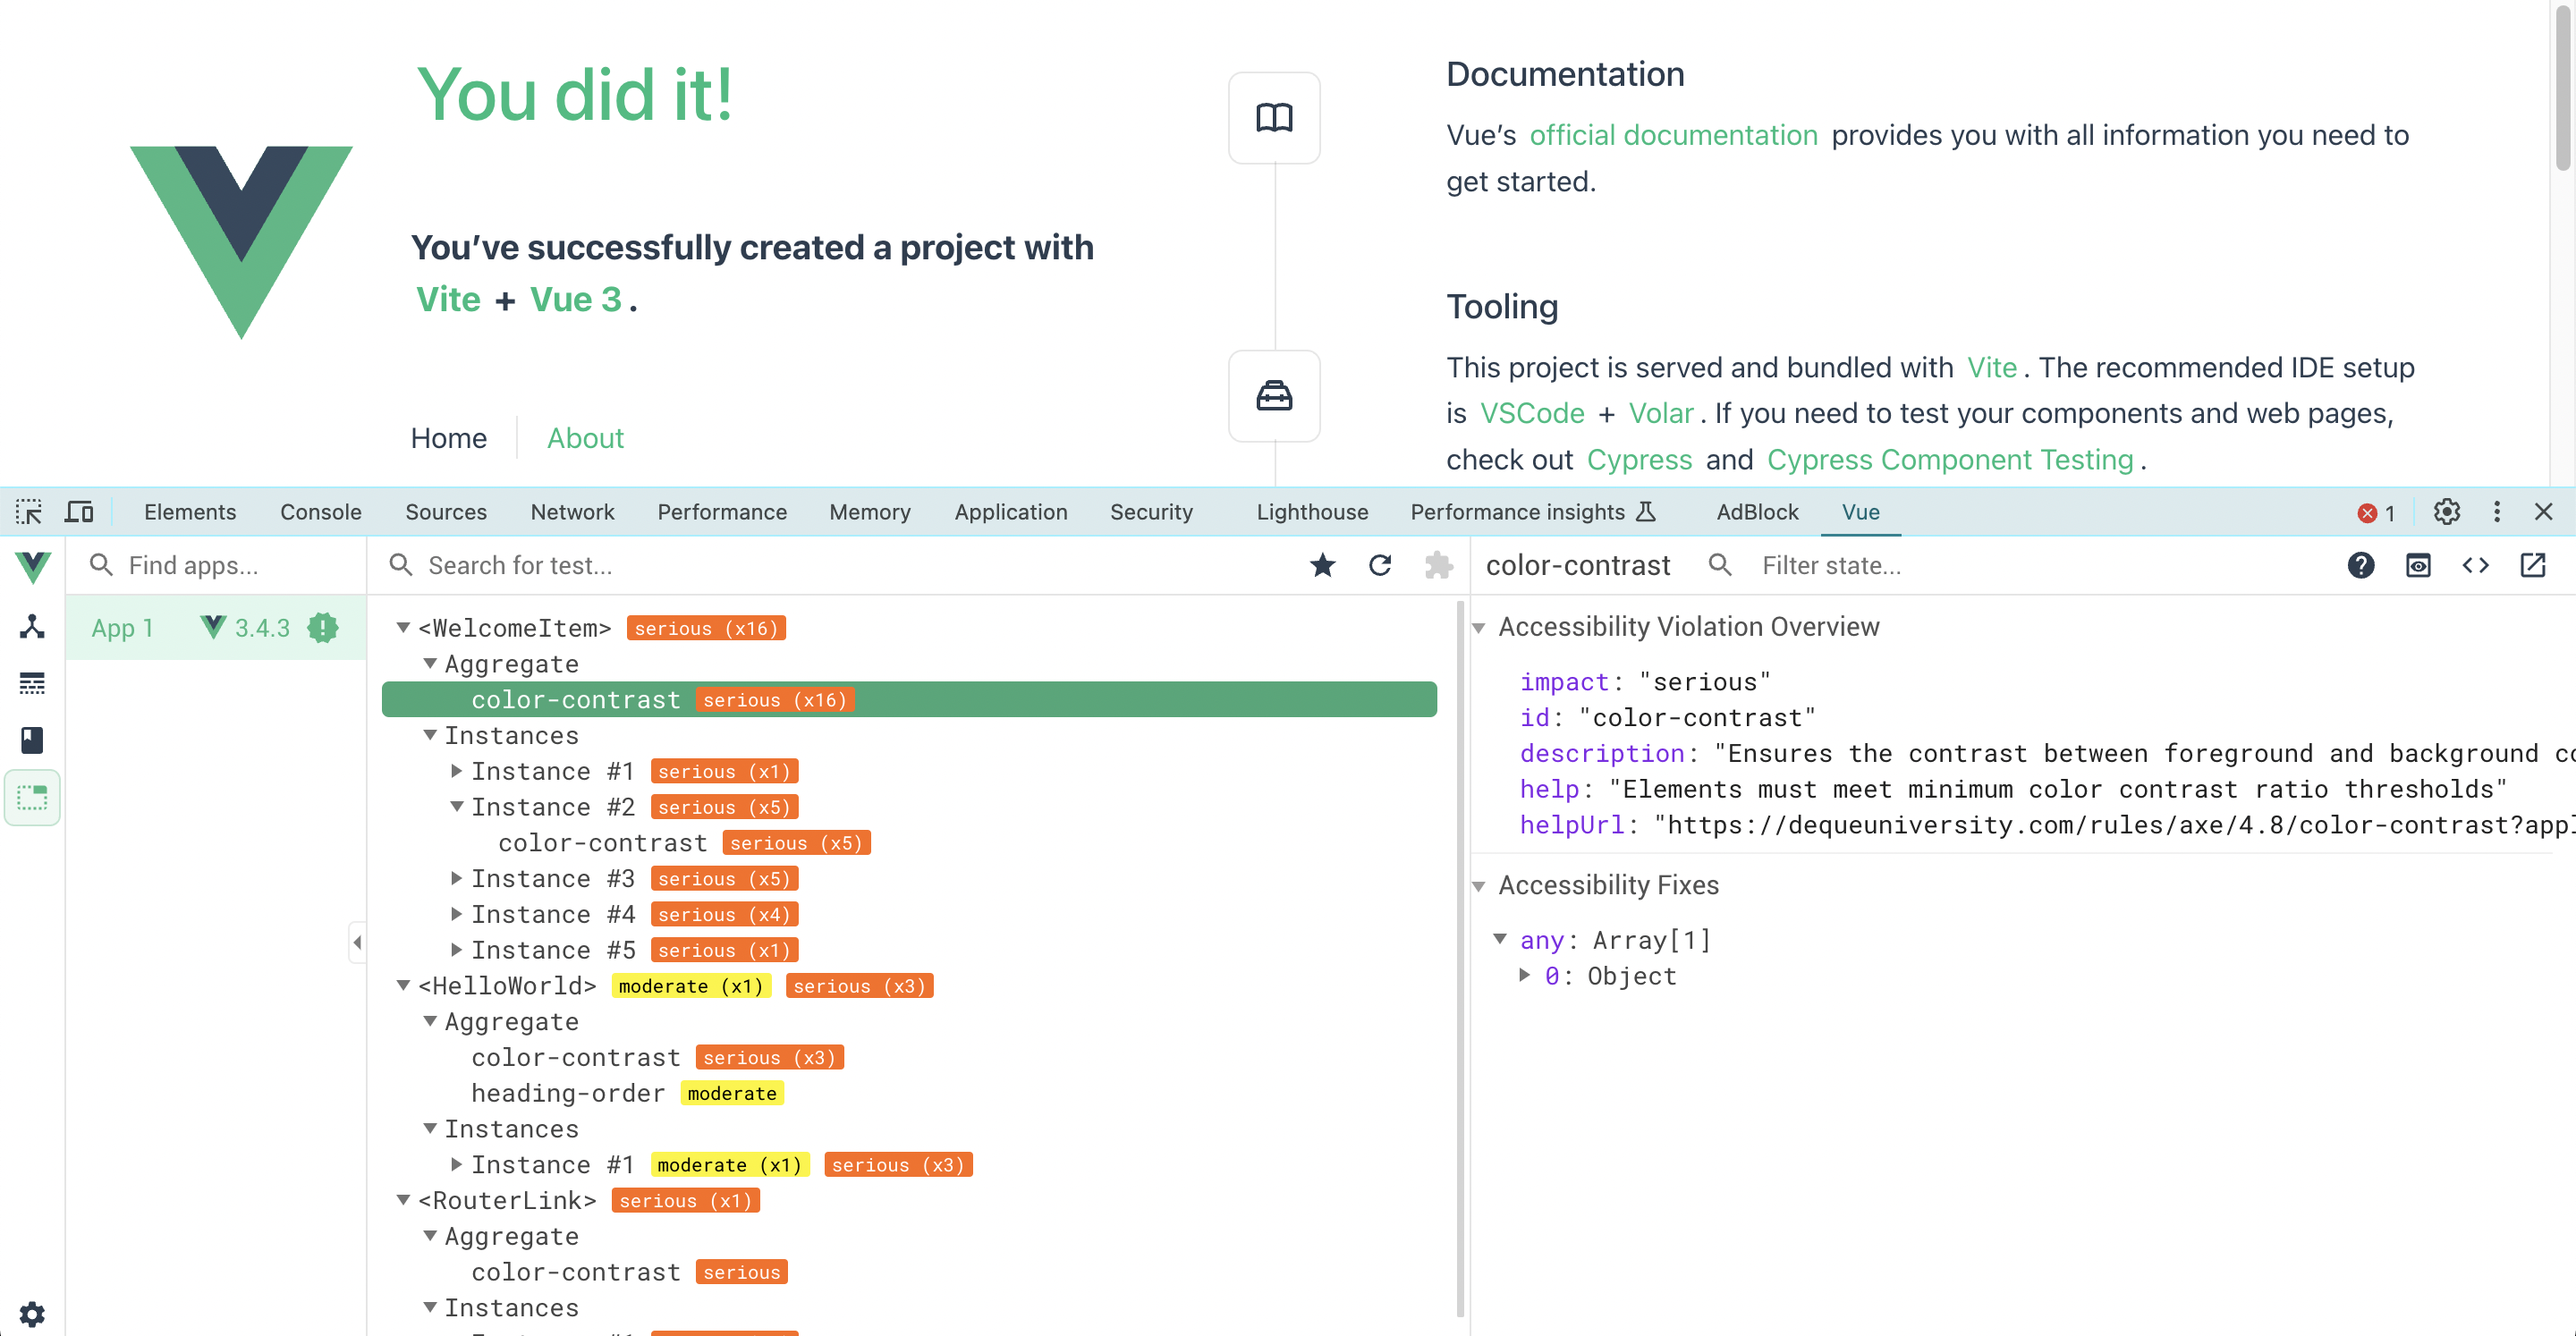 You did it!
You’ve successfully created a project with
Vite + Vue 3 .
Home
About
Documentation
Vue’s official documentation provides you with all information you need to
get started.
Tooling
This project is served and bundled with Vite . The recommended IDE setup
is VSCode + Volar . If you need to test your components and web pages,
check out Cypress and Cypress Component Testing .
Elements Console Sources Network Performance Memory Application Security Lighthouse Performance insights AdBlock Vue 1
Find apps...
App 1 3.4.3
Search for test...
<WelcomeItem> serious (x16)
Aggregate
color-contrast serious (x16)
Instances
Instance #1 serious (x1)
Instance #2 serious (x5)
color-contrast serious (x5)
Instance #3 serious (x5)
Instance #4 serious (x4)
Instance #5 serious (x1)
<HelloWorld> moderate (x1) serious (x3)
Aggregate
color-contrast serious (x3)
heading-order moderate
Instances
Instance #1 moderate (x1) serious (x3)
<RouterLink> serious (x1)
Aggregate
color-contrast serious
Instances
color-contrast Filter state...
Accessibility Violation Overview
impact: "serious"
id: "color-contrast"
description: "Ensures the contrast between foreground and background co
help: "Elements must meet minimum color contrast ratio thresholds"
helpUrl: "https://dequeuniversity.com/rules/axe/4.8/color-contrast?appl
Accessibility Fixes
any: Array[1]
0: Object